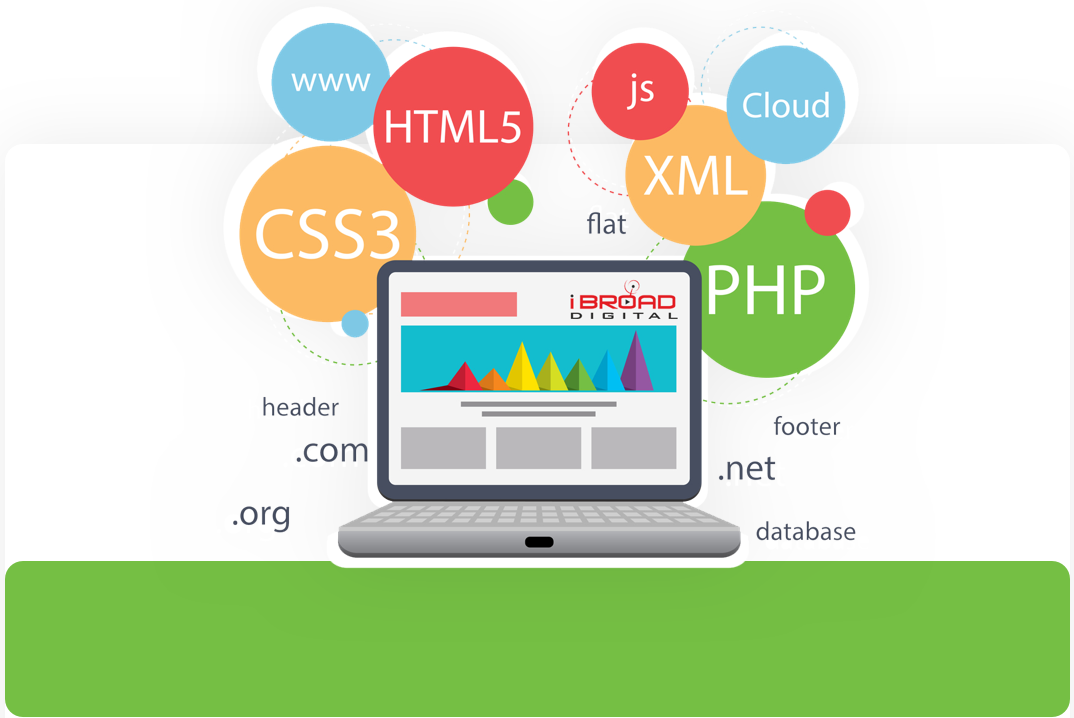 www
HTML5
js
Cloud
XML
CSS3
flat
PHP
iBROAD
DIGITAL
header
footer
.com
.net
.org
database